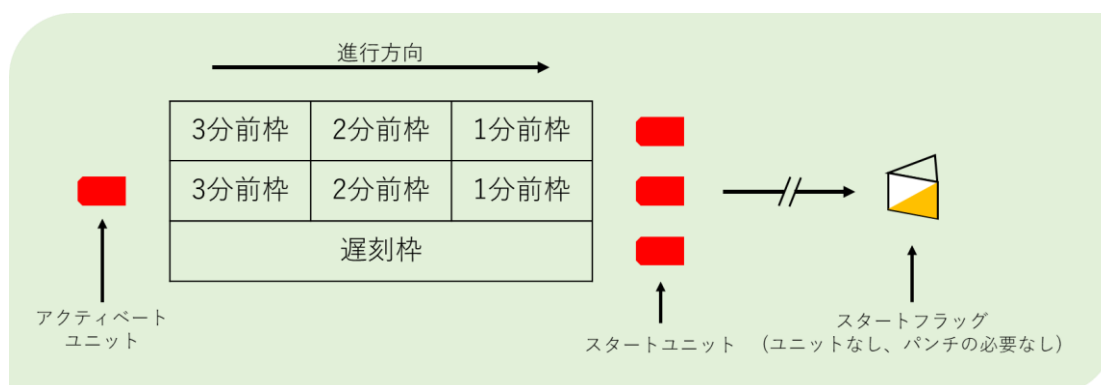 進行方向
3分前枠 2分前枠 1分前枠
3分前枠 2分前枠 1分前枠
遅刻枠
アクティベート
ユニット
スタートユニット
スタートフラッグ
（ユニットなし、パンチの必要なし）